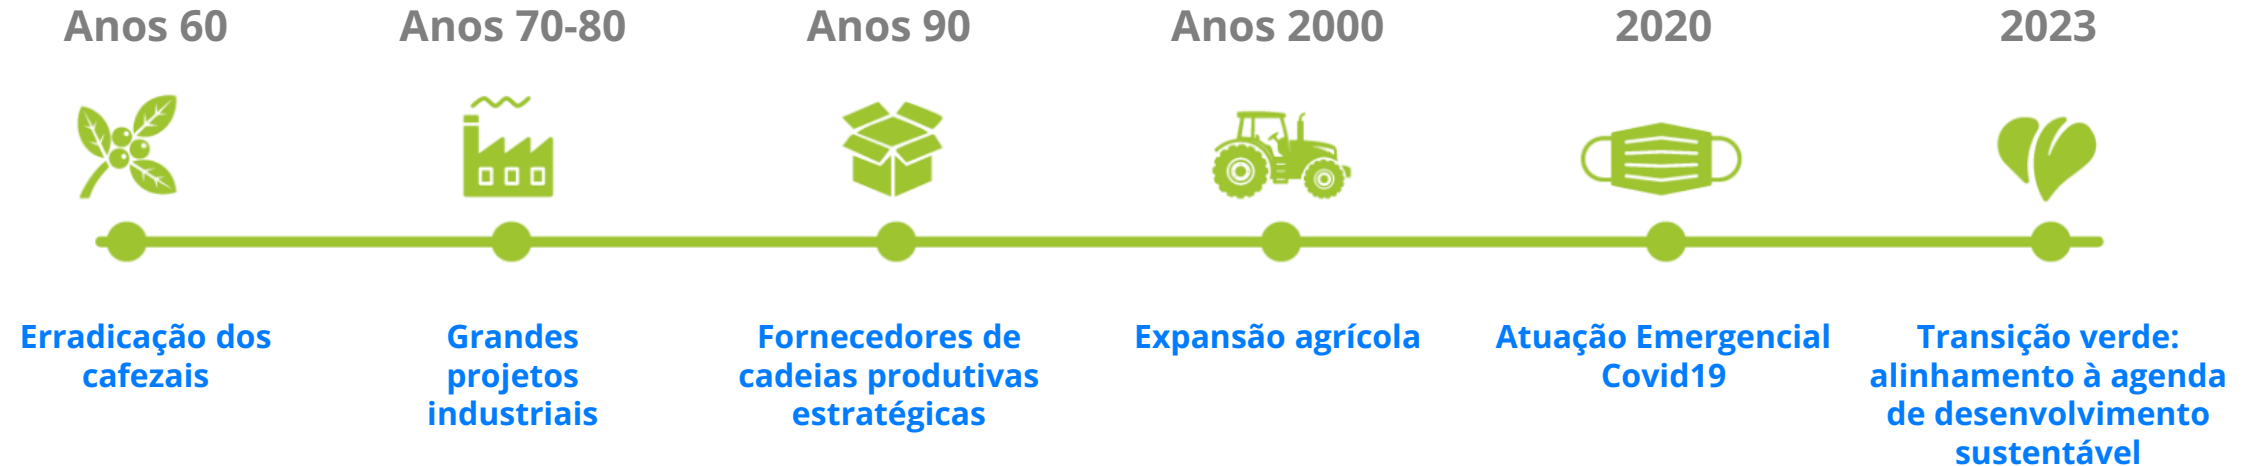 Anos 60
Anos 70-80
Anos 90
Anos 2000
2020
2023
Erradicação dos
cafezais
Grandes
projetos
industriais
Fornecedores de
cadeias produtivas
estratégicas
Expansão agrícola
Atuação Emergencial
Covid19
Transição verde:
alinhamento à agenda
de desenvolvimento
sustentável